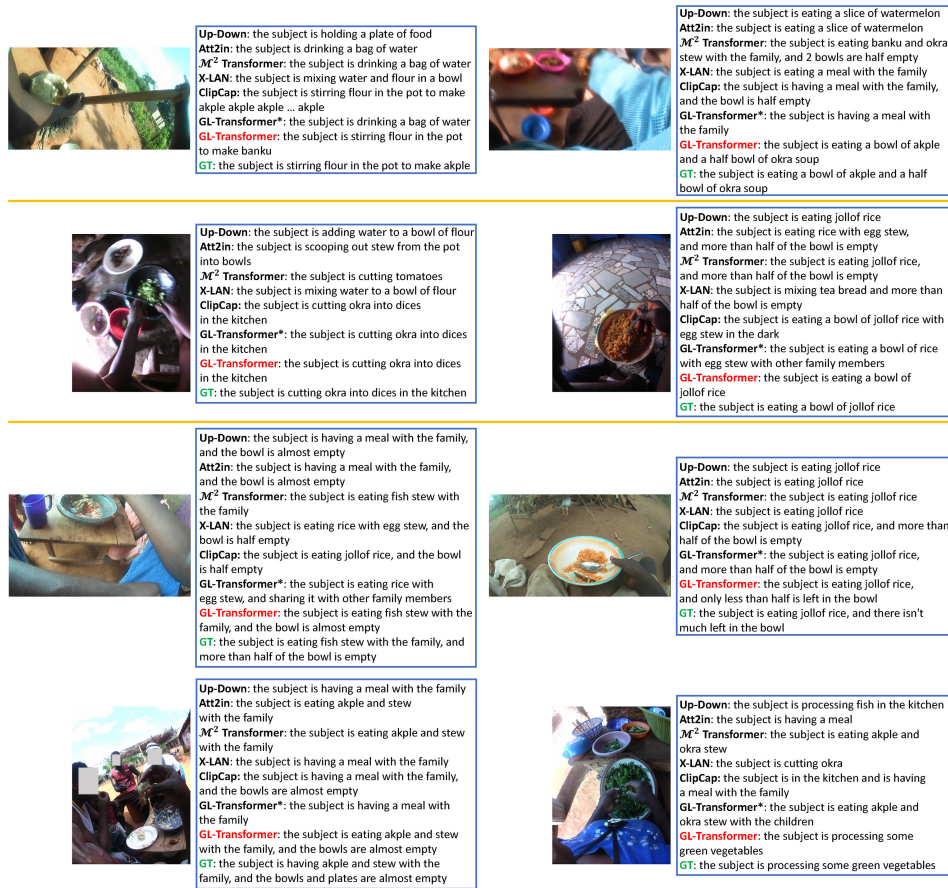 Up-Down: the subject is holding a plate of food
Att2in: the subject is drinking a bag of water
ℳ² Transformer: the subject is drinking a bag of water
X-LAN: the subject is mixing water and flour in a bowl
ClipCap: the subject is stirring flour in the pot to make
akple akple akple ... akple
GL-Transformer*: the subject is drinking a bag of water
GL-Transformer: the subject is stirring flour in the pot
to make banku
GT: the subject is stirring flour in the pot to make akple
Up-Down: the subject is eating a slice of watermelon
Att2in: the subject is eating a slice of watermelon
ℳ² Transformer: the subject is eating banku and okra
stew with the family, and 2 bowls are half empty
X-LAN: the subject is eating a meal with the family
ClipCap: the subject is having a meal with the family,
and the bowl is half empty
GL-Transformer*: the subject is having a meal with
the family
GL-Transformer: the subject is eating a bowl of akple
and a half bowl of okra soup
GT: the subject is eating a bowl of akple and a half
bowl of okra soup
Up-Down: the subject is adding water to a bowl of flour
Att2in: the subject is scooping out stew from the pot
into bowls
ℳ² Transformer: the subject is cutting tomatoes
X-LAN: the subject is mixing water to a bowl of flour
ClipCap: the subject is cutting okra into dices
in the kitchen
GL-Transformer*: the subject is cutting okra into dices
in the kitchen
GL-Transformer: the subject is cutting okra into dices
in the kitchen
GT: the subject is cutting okra into dices in the kitchen
Up-Down: the subject is eating jollof rice
Att2in: the subject is eating rice with egg stew,
and more than half of the bowl is empty
ℳ² Transformer: the subject is eating jollof rice,
and more than half of the bowl is empty
X-LAN: the subject is mixing tea bread and more than
half of the bowl is empty
ClipCap: the subject is eating a bowl of jollof rice with
egg stew in the dark
GL-Transformer*: the subject is eating a bowl of rice
with egg stew with other family members
GL-Transformer: the subject is eating a bowl of
jollof rice
GT: the subject is eating a bowl of jollof rice
Up-Down: the subject is having a meal with the family,
and the bowl is almost empty
Att2in: the subject is having a meal with the family,
and the bowl is almost empty
ℳ² Transformer: the subject is eating fish stew with
the family
X-LAN: the subject is eating rice with egg stew, and the
bowl is half empty
ClipCap: the subject is eating jollof rice, and the bowl
is half empty
GL-Transformer*: the subject is eating rice with
egg stew, and sharing it with other family members
GL-Transformer: the subject is eating fish stew with the
family, and the bowl is almost empty
GT: the subject is eating fish stew with the family, and
more than half of the bowl is empty
Up-Down: the subject is eating jollof rice
Att2in: the subject is eating jollof rice
ℳ² Transformer: the subject is eating jollof rice
X-LAN: the subject is eating jollof rice
ClipCap: the subject is eating jollof rice, and more than
half of the bowl is empty
GL-Transformer*: the subject is eating jollof rice,
and more than half of the bowl is empty
GL-Transformer: the subject is eating jollof rice,
and only less than half is left in the bowl
GT: the subject is eating jollof rice, and there isn't
much left in the bowl
Up-Down: the subject is having a meal with the family
Att2in: the subject is eating akple and stew
with the family
ℳ² Transformer: the subject is eating akple and stew
with the family
X-LAN: the subject is having a meal with the family
ClipCap: the subject is having a meal with the family,
and the bowls are almost empty
GL-Transformer*: the subject is having a meal with
the family
GL-Transformer: the subject is eating akple and stew
with the family, and the bowls are almost empty
GT: the subject is having akple and stew with the
family, and the bowls and plates are almost empty
Up-Down: the subject is processing fish in the kitchen
Att2in: the subject is having a meal
ℳ² Transformer: the subject is eating akple and
okra stew
X-LAN: the subject is cutting okra
ClipCap: the subject is in the kitchen and is having
a meal with the family
GL-Transformer*: the subject is eating akple and
okra stew with the children
GL-Transformer: the subject is processing some
green vegetables
GT: the subject is processing some green vegetables